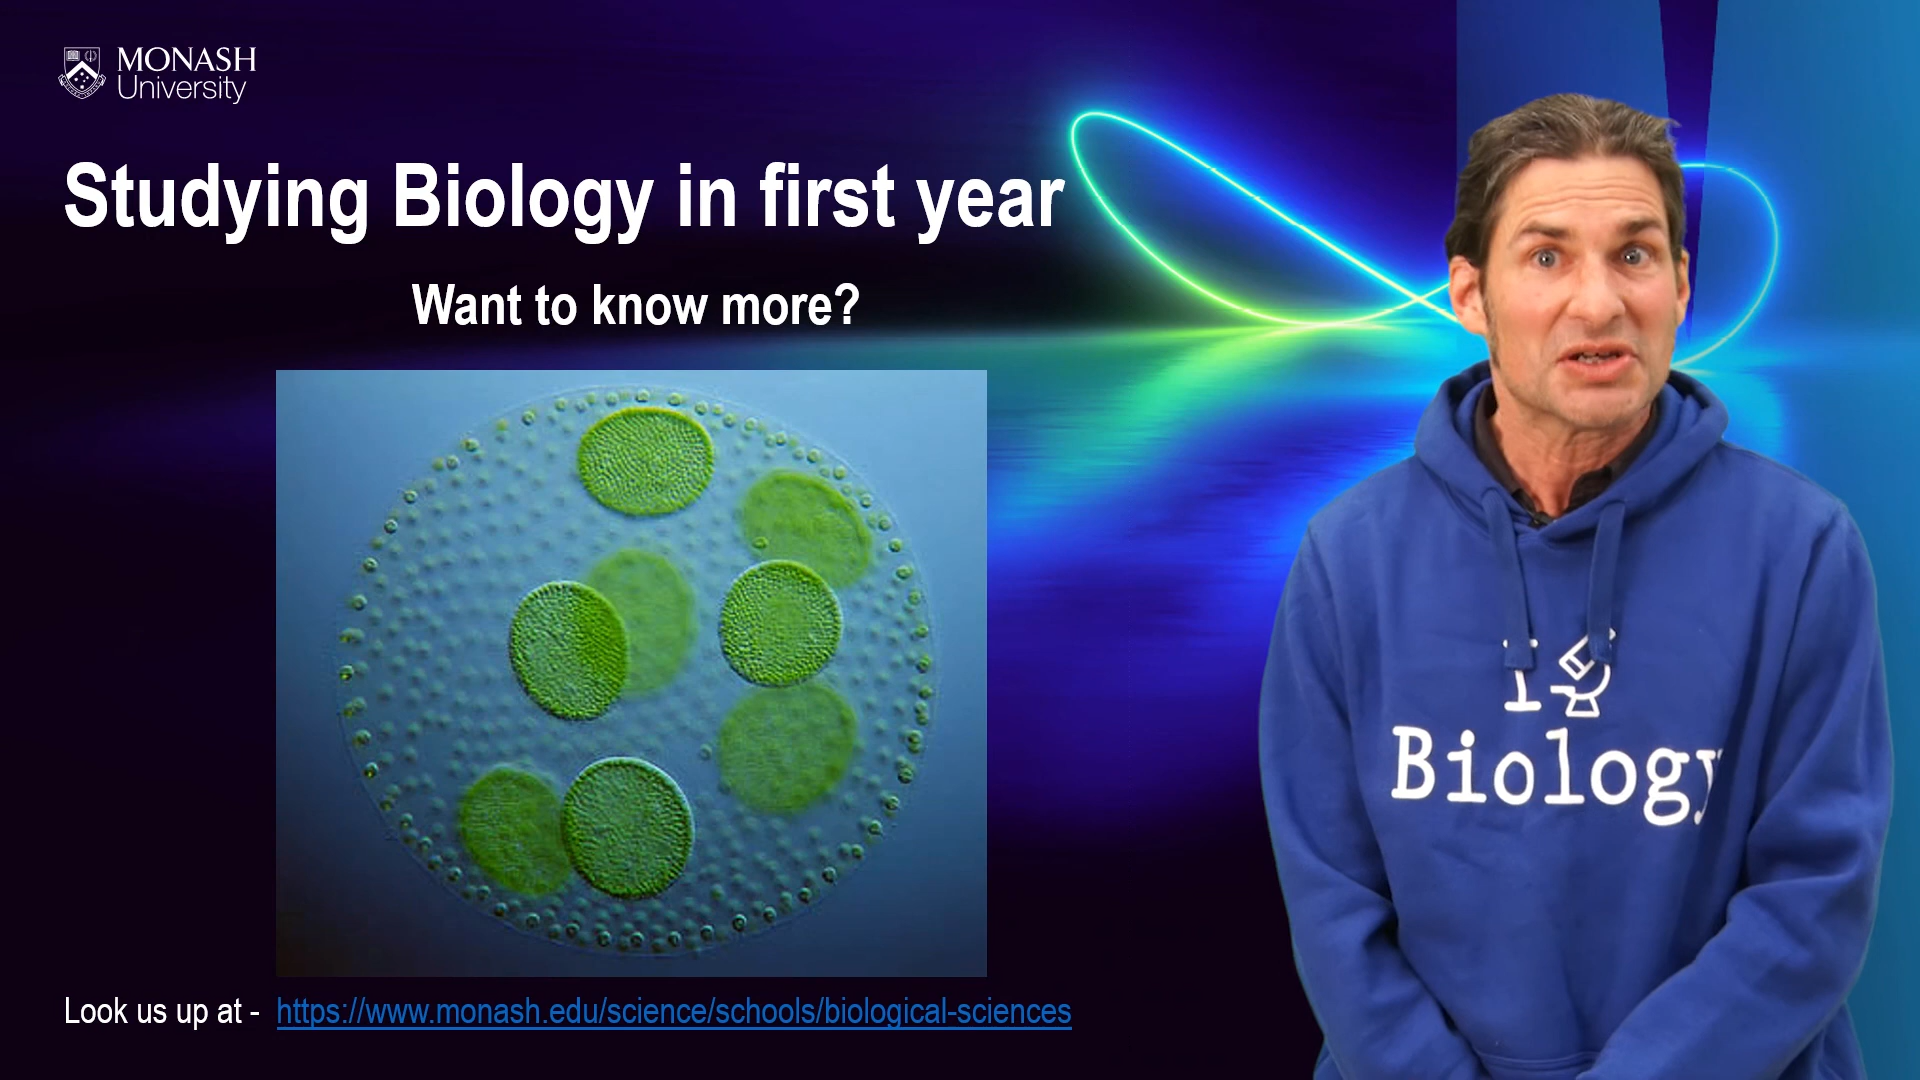 MONASH
University
Studying Biology in first year
Want to know more?
I
Biology
Look us up at - https://www.monash.edu/science/schools/biological-sciences